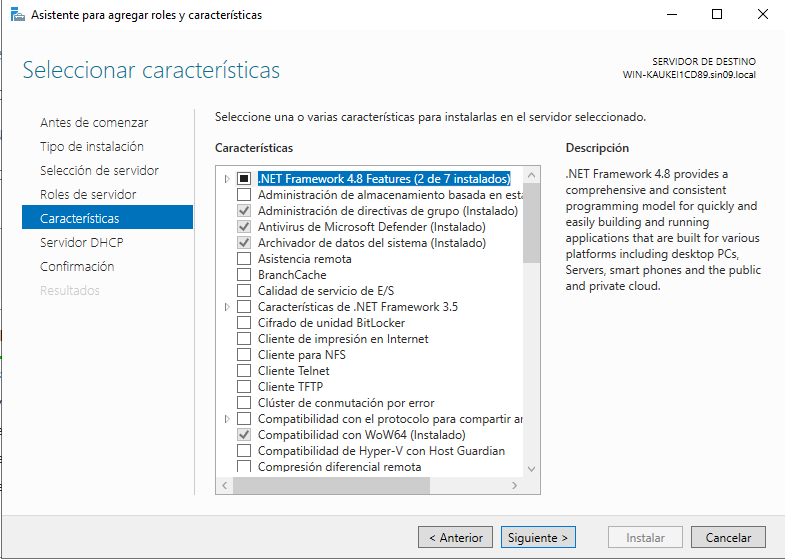 Asistente para agregar roles y características
Seleccionar características
SERVIDOR DE DESTINO
WIN-KAUKEI1CD89.sin09.local
Antes de comenzar
Tipo de instalación
Selección de servidor
Roles de servidor
Características
Servidor DHCP
Confirmación
Resultados
Seleccione una o varias características para instalarlas en el servidor seleccionado.
Características
.NET Framework 4.8 Features (2 de 7 instalados)
Administración de almacenamiento basada en está
Administración de directivas de grupo (Instalado)
Antivirus de Microsoft Defender (Instalado)
Archivador de datos del sistema (Instalado)
Asistencia remota
BranchCache
Calidad de servicio de E/S
Características de .NET Framework 3.5
Cifrado de unidad BitLocker
Cliente de impresión en Internet
Cliente para NFS
Cliente Telnet
Cliente TFTP
Clúster de conmutación por error
Compatibilidad con el protocolo para compartir ar
Compatibilidad con WoW64 (Instalado)
Compatibilidad de Hyper-V con Host Guardian
Compresión diferencial remota
Descripción
.NET Framework 4.8 provides a
comprehensive and consistent
programming model for quickly and
easily building and running
applications that are built for various
platforms including desktop PCs,
Servers, smart phones and the public
and private cloud.
< Anterior
Siguiente >
Instalar
Cancelar